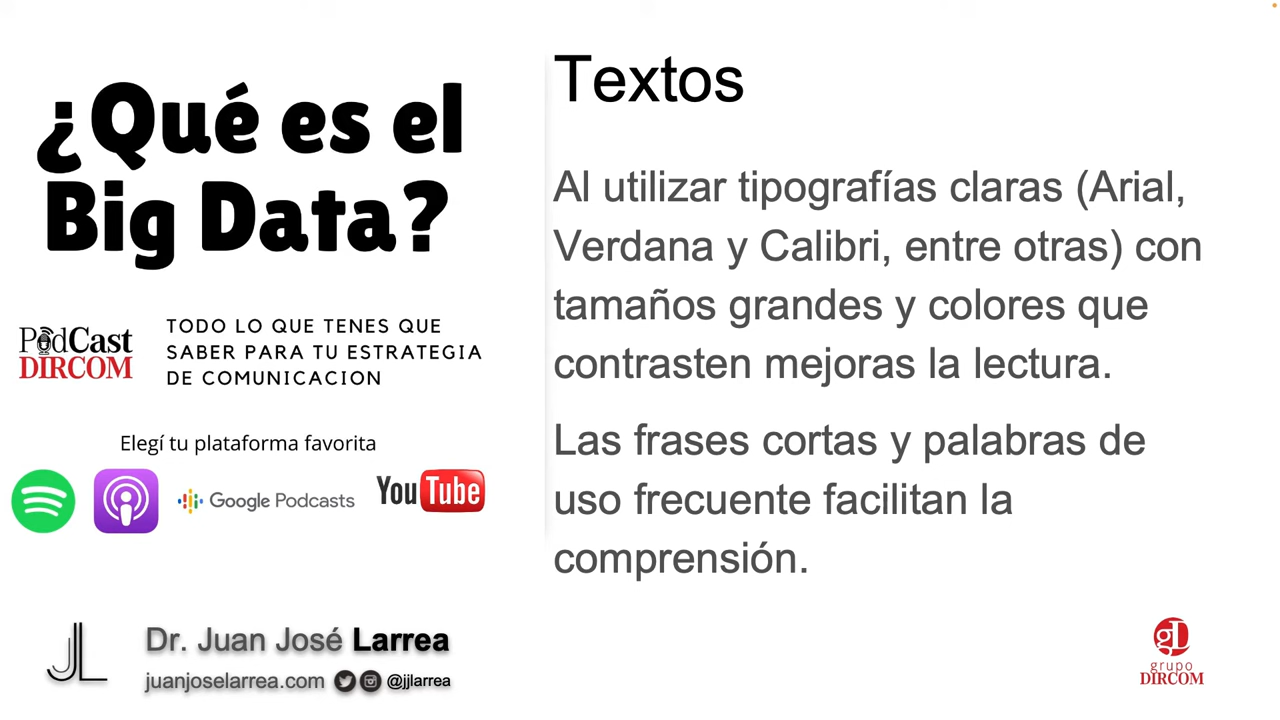 ¿Qué es el
Big Data?
PodCast
DIRCOM
TODO LO QUE TENES QUE
SABER PARA TU ESTRATEGIA
DE COMUNICACION
Elegí tu plataforma favorita
Google Podcasts
YouTube
Textos
Al utilizar tipografías claras (Arial,
Verdana y Calibri, entre otras) con
tamaños grandes y colores que
contrasten mejoras la lectura.
Las frases cortas y palabras de
uso frecuente facilitan la
comprensión.
JL
Dr. Juan José Larrea
juanjoselarrea.com @jjlarrea
gD
grupo
DIRCOM